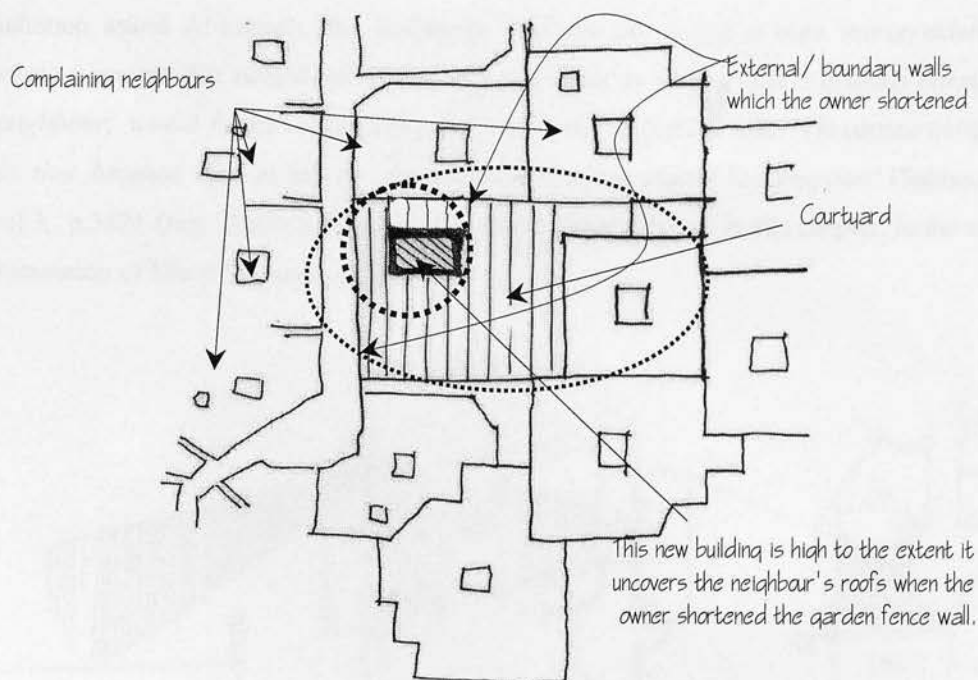 Complaining neighbours
External/ boundary walls
which the owner shortened
Courtyard
This new building is high to the extent it
uncovers the neighbour's roofs when the
owner shortened the garden fence wall.